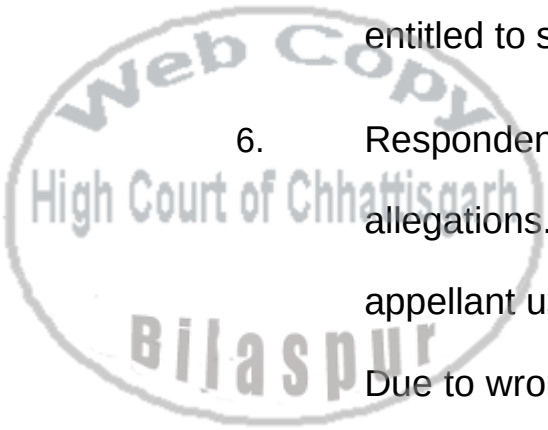 entitled to s
Web Copy
6. Responden
High Court of Chhattisgarh
allegations.
appellant u
Bilaspur
Due to wro